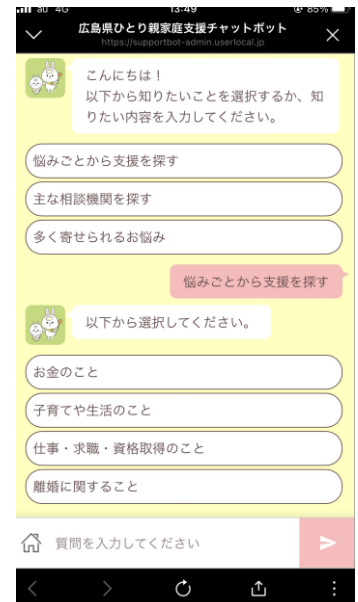 au 4G
13:49
85%
広島県ひとり親家庭支援チャットボット
https://supportbot-admin.userlocal.jp
こんにちは！
以下から知りたいことを選択するか、知
りたい内容を入力してください。
悩みごとから支援を探す
主な相談機関を探す
多く寄せられるお悩み
悩みごとから支援を探す
以下から選択してください。
お金のこと
子育てや生活のこと
仕事・求職・資格取得のこと
離婚に関すること
質問を入力してください